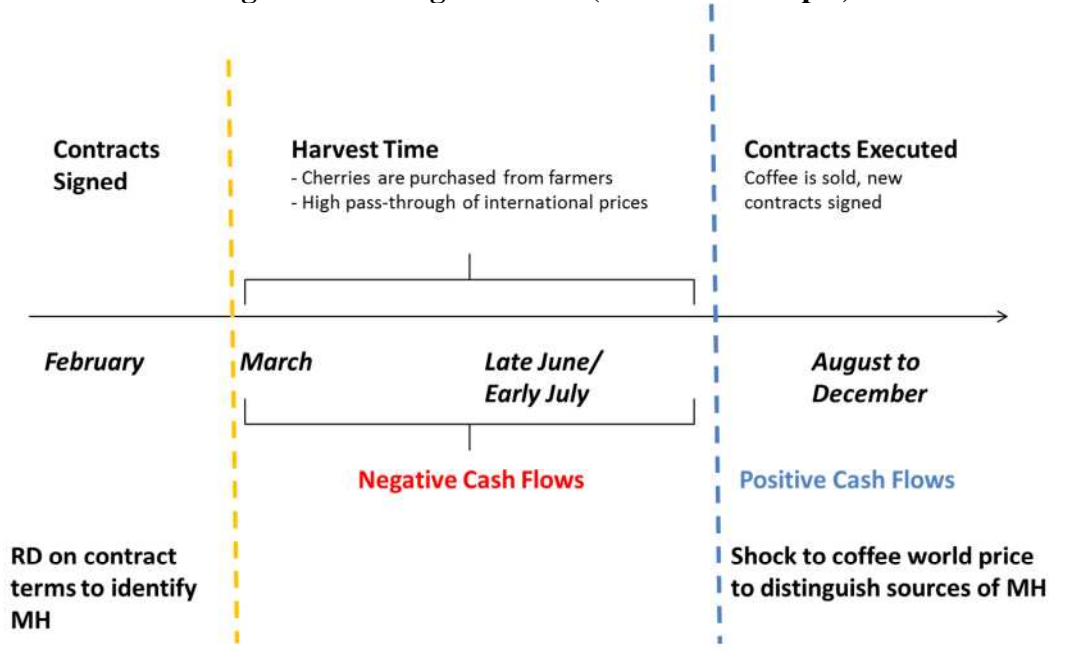 Contracts
Signed
Harvest Time
- Cherries are purchased from farmers
- High pass-through of international prices
Contracts Executed
Coffee is sold, new
contracts signed
February
March
Late June/
Early July
August to
December
Negative Cash Flows
Positive Cash Flows
RD on contract
terms to identify
MH
Shock to coffee world price
to distinguish sources of MH